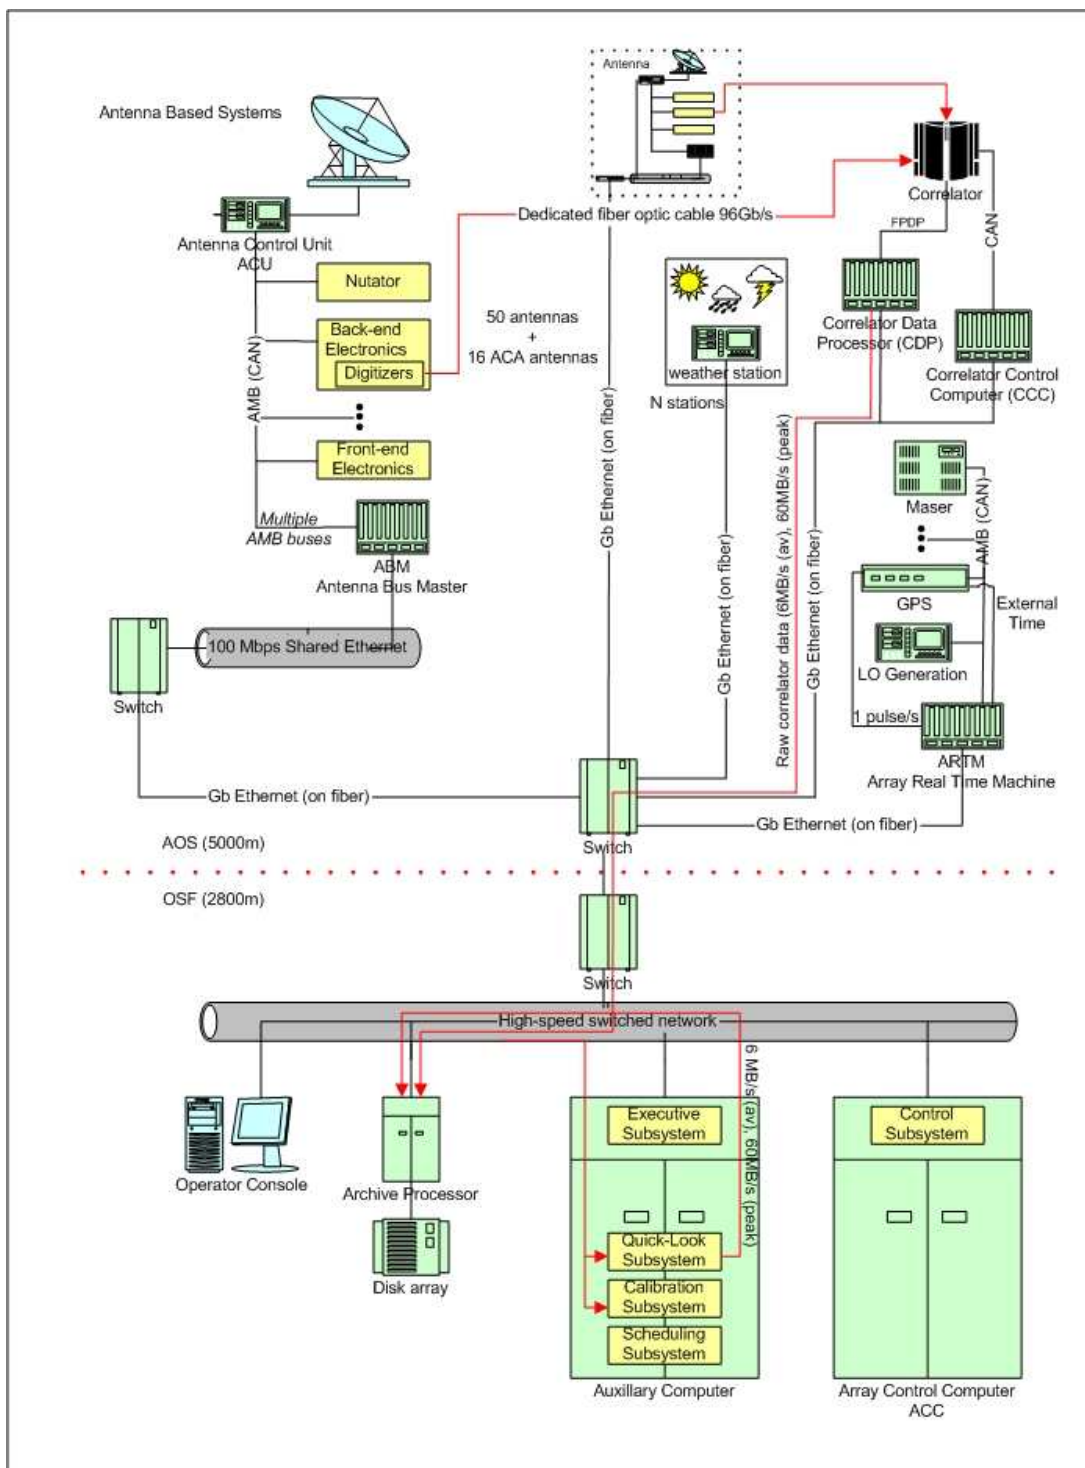 Antenna
Antenna Based Systems
Correlator
Dedicated fiber optic cable 96Gb/s
FPDP
CAN
Antenna Control Unit
ACU
Nutator
Back-end
Electronics
Digitizers
AMB (CAN)
Front-end
Electronics
Multiple
AMB buses
ABM
Antenna Bus Master
50 antennas
+
16 ACA antennas
weather station
N stations
Correlator Data
Processor (CDP)
Correlator Control
Computer (CCC)
Gb Ethernet (on fiber)
Gb Ethernet (on fiber)
Raw correlator data (6MB/s (av), 60MB/s (peak)
Gb Ethernet (on fiber)
Maser
AMB (CAN)
GPS
External
Time
LO Generation
1 pulse/s
ARTM
Array Real Time Machine
100 Mbps Shared Ethernet
Switch
Gb Ethernet (on fiber)
Gb Ethernet (on fiber)
Switch
AOS (5000m)
OSF (2800m)
Switch
High-speed switched network
6 MB/s (av), 60MB/s (peak)
Operator Console
Archive Processor
Disk array
Executive
Subsystem
Quick-Look
Subsystem
Calibration
Subsystem
Scheduling
Subsystem
Auxillary Computer
Control
Subsystem
Array Control Computer
ACC